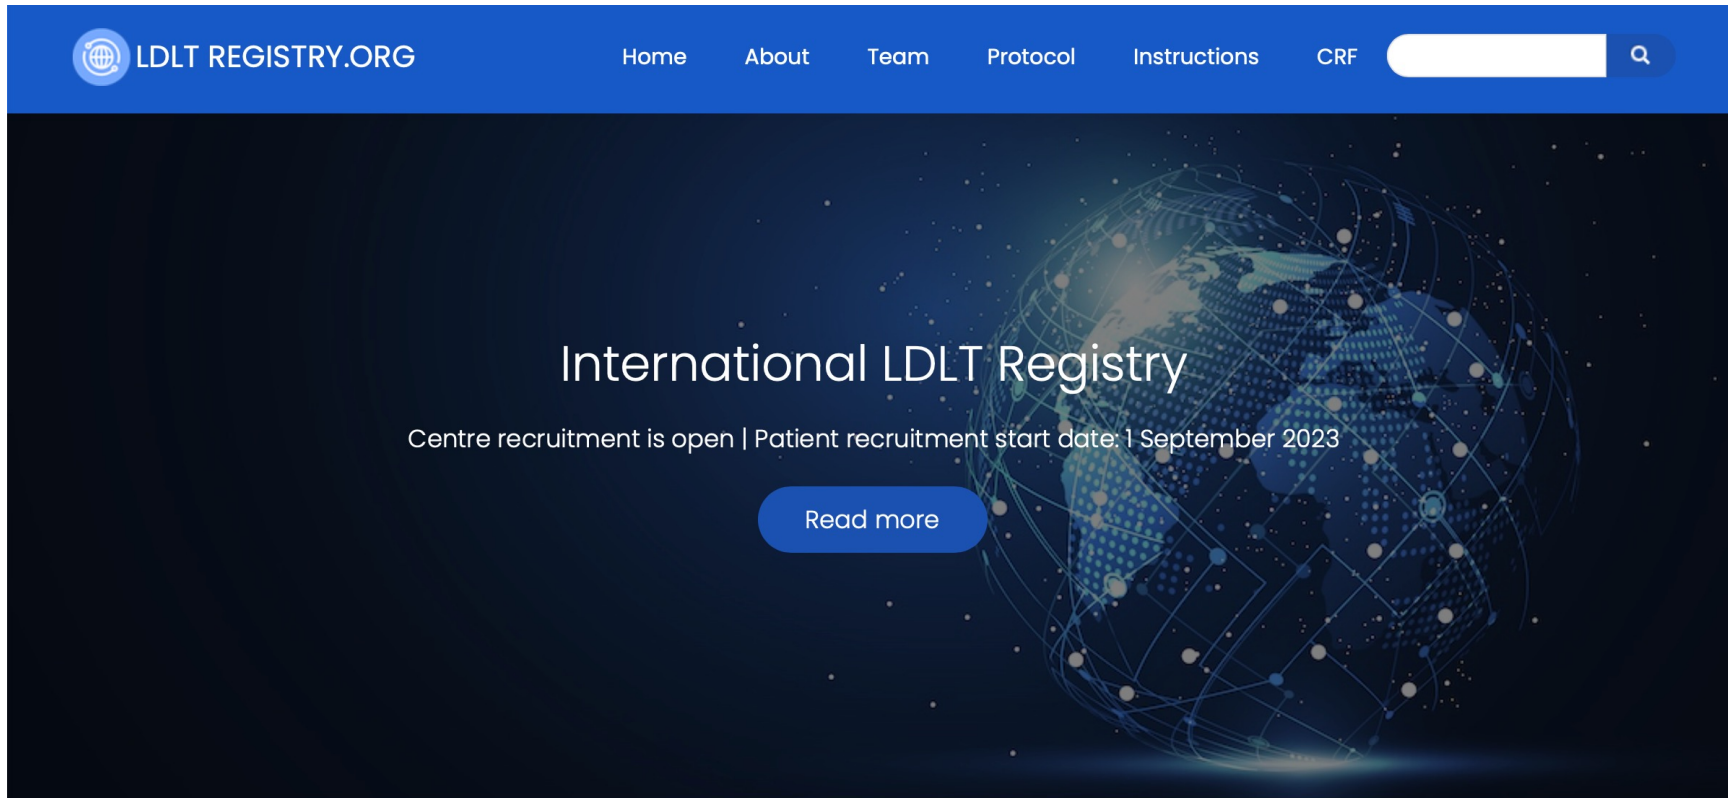 LDLT REGISTRY.ORG
Home About Team Protocol Instructions CRF
International LDLT Registry
Centre recruitment is open | Patient recruitment start date: 1 September 2023
Read more